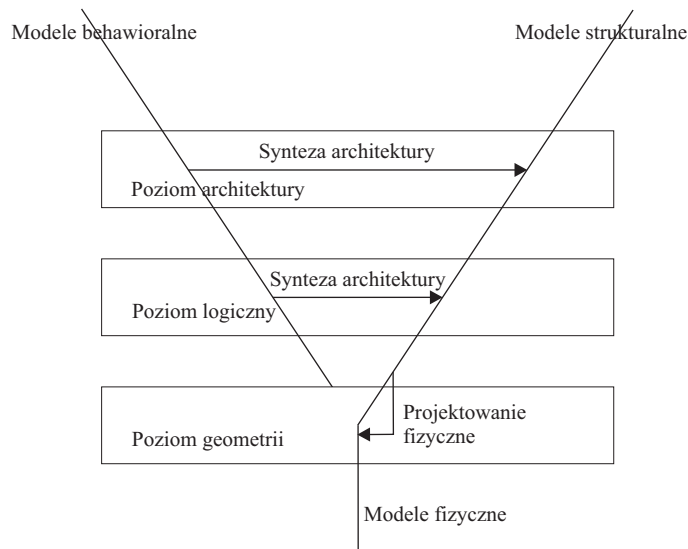 Modele behawioralne
Modele strukturalne
Synteza architektury
Poziom architektury
Synteza architektury
Poziom logiczny
Projektowanie
fizyczne
Poziom geometrii
Modele fizyczne